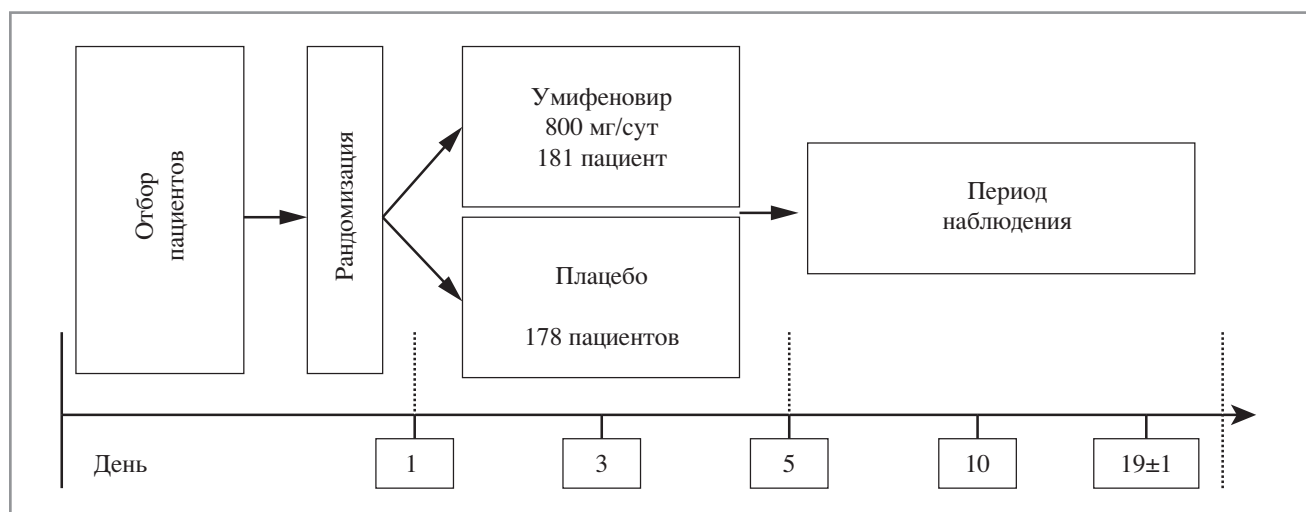 Отбор
пациентов
Рандомизация
Умифеновир
800 мг/сут
181 пациент
Плацебо
178 пациентов
Период
наблюдения
День
1
3
5
10
19±1